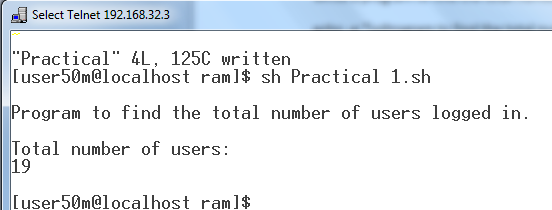 Select Telnet 192.168.32.3
~
"Practical" 4L, 125C written
[user50m@localhost ram]$ sh Practical 1.sh
Program to find the total number of users logged in.
Total number of users:
19
[user50m@localhost ram]$